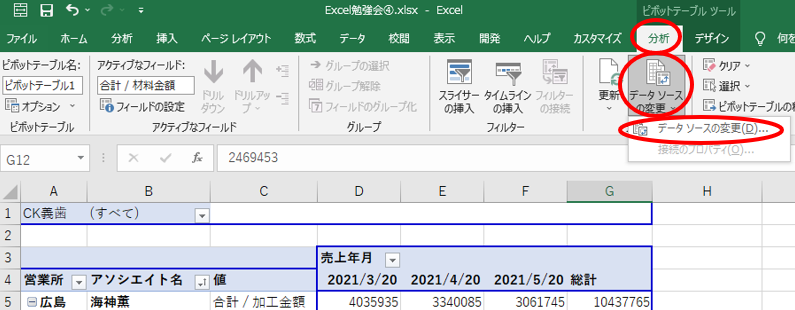 Excel勉強会④.xlsx - Excel ピボットテーブル ツール
ファイル ホーム 分析 挿入 ページ レイアウト 数式 データ 校閲 表示 開発 ヘルプ カスタマイズ 分析 デザイン 何を
ピボットテーブル名: アクティブなフィールド: グループの選択 クリア
ピボットテーブル1 合計 / 材料金額 ドリル ドリルアッ グループ解除 スライサー タイムライン フィルター 更新 データ ソース 選択
オプション フィールドの設定 ダウン プ フィールドのグループ化 の挿入 の挿入 の接続 の変更 ピボットテーブルの移
ピボットテーブル アクティブなフィールド グループ フィルター データ ソースの変更(D)...
接続のプロパティ(O)...
G12 fx 2469453
A B C D E F G H
1 CK義歯 (すべて)
2
3 売上年月
4 営業所 アソシエイト名 値 2021/3/20 2021/4/20 2021/5/20 総計
5 広島 海神薫 合計 / 加工金額 4035935 3340085 3061745 10437765